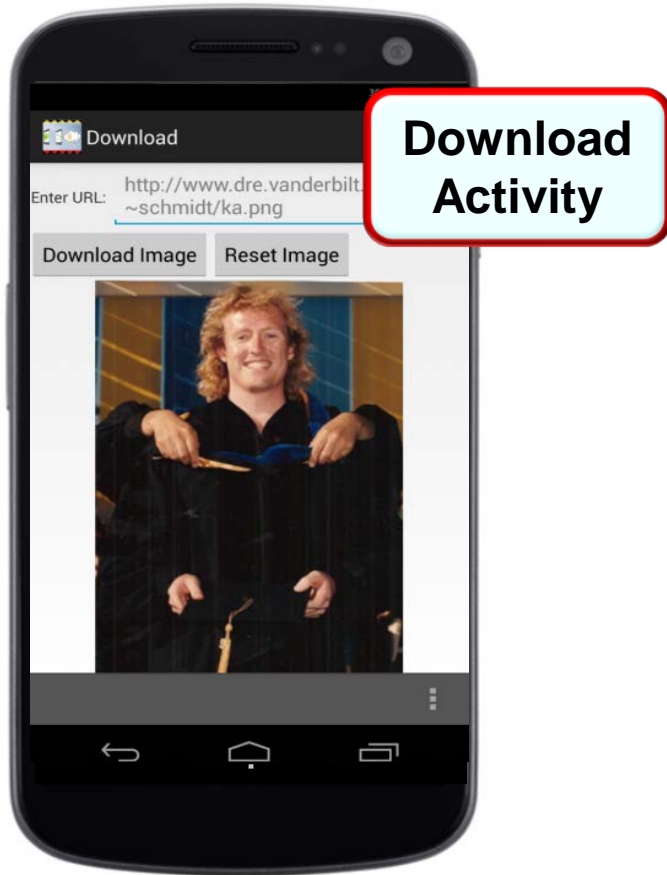 Download
Activity
Download
Enter URL:
http://www.dre.vanderbilt.
~schmidt/ka.png
Download Image
Reset Image